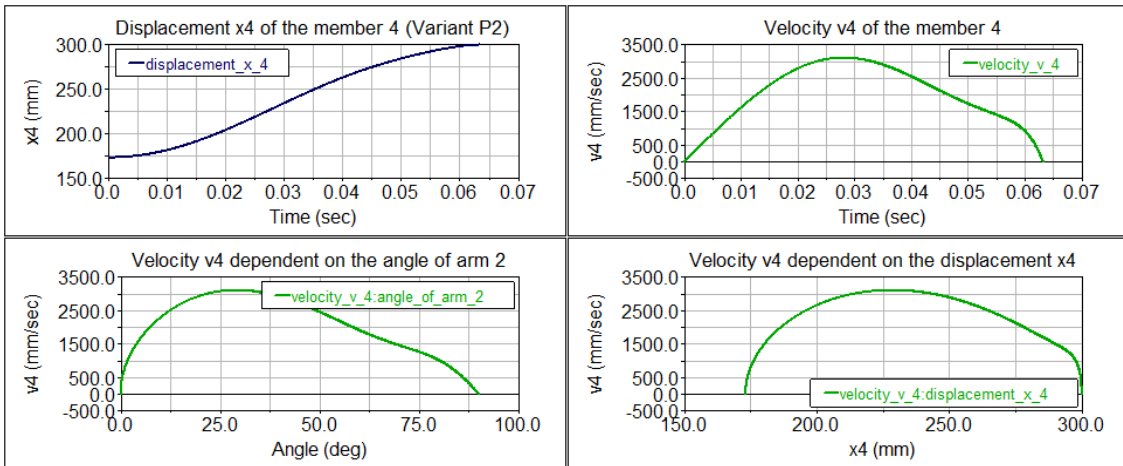 Displacement x4 of the member 4 (Variant P2)
300.0
displacement_x_4
250.0
x4 (mm)
200.0
150.0
0.0 0.01 0.02 0.03 0.04 0.05 0.06 0.07
Time (sec)
Velocity v4 of the member 4
3500.0
velocity_v_4
2500.0
v4 (mm/sec)
1500.0
500.0
0.0
-500.0
0.0 0.01 0.02 0.03 0.04 0.05 0.06 0.07
Time (sec)
Velocity v4 dependent on the angle of arm 2
3500.0
velocity_v_4:angle_of_arm_2
2500.0
v4 (mm/sec)
1500.0
500.0
0.0
-500.0
0.0 25.0 50.0 75.0 100.0
Angle (deg)
Velocity v4 dependent on the displacement x4
3500.0
2500.0
v4 (mm/sec)
1500.0
500.0
0.0
velocity_v_4:displacement_x_4
-500.0
150.0 200.0 250.0 300.0
x4 (mm)